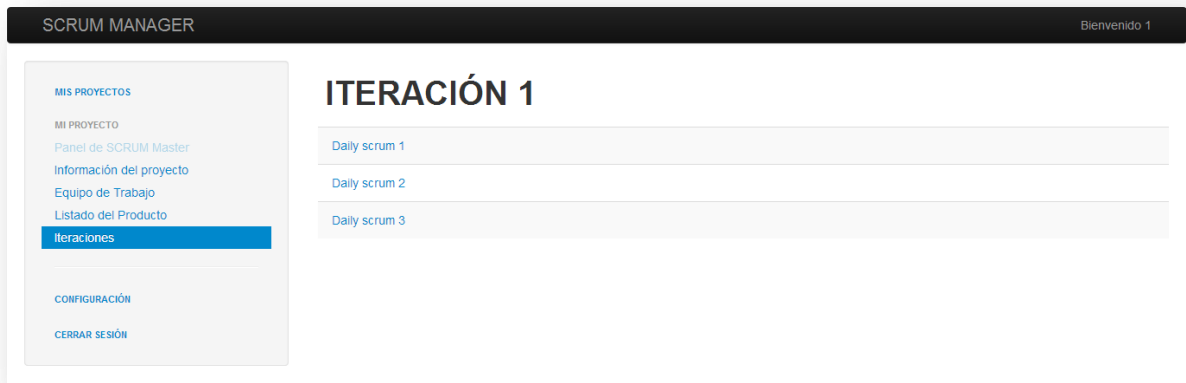 SCRUM MANAGER
Bienvenido 1
MIS PROYECTOS
MI PROYECTO
Panel de SCRUM Master
Información del proyecto
Equipo de Trabajo
Listado del Producto
Iteraciones
CONFIGURACIÓN
CERRAR SESIÓN
ITERACIÓN 1
Daily scrum 1
Daily scrum 2
Daily scrum 3